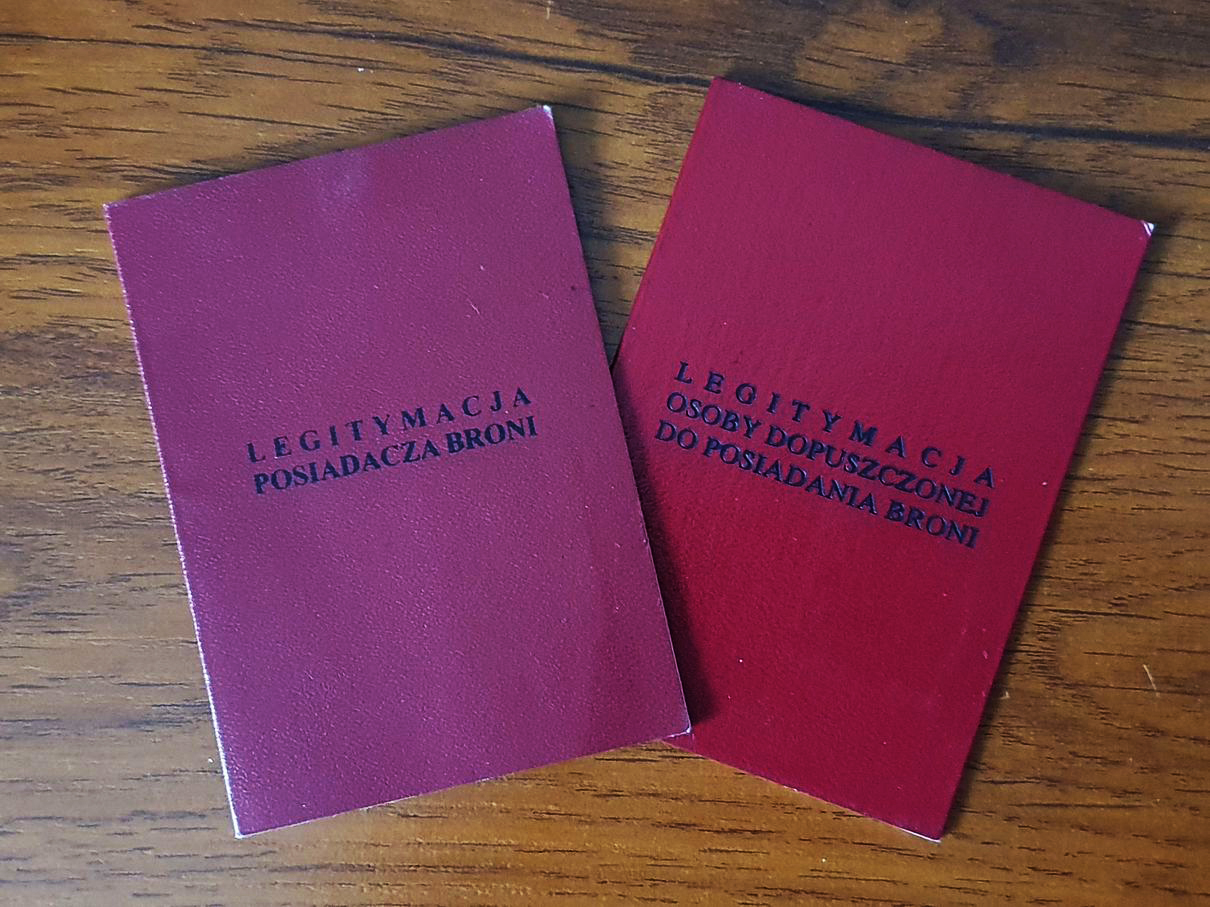 LEGITYMACJA
POSIADACZA BRONI
LEGITYMACJA
OSOBY DOPUSZCZONEJ
DO POSIADANIA BRONI